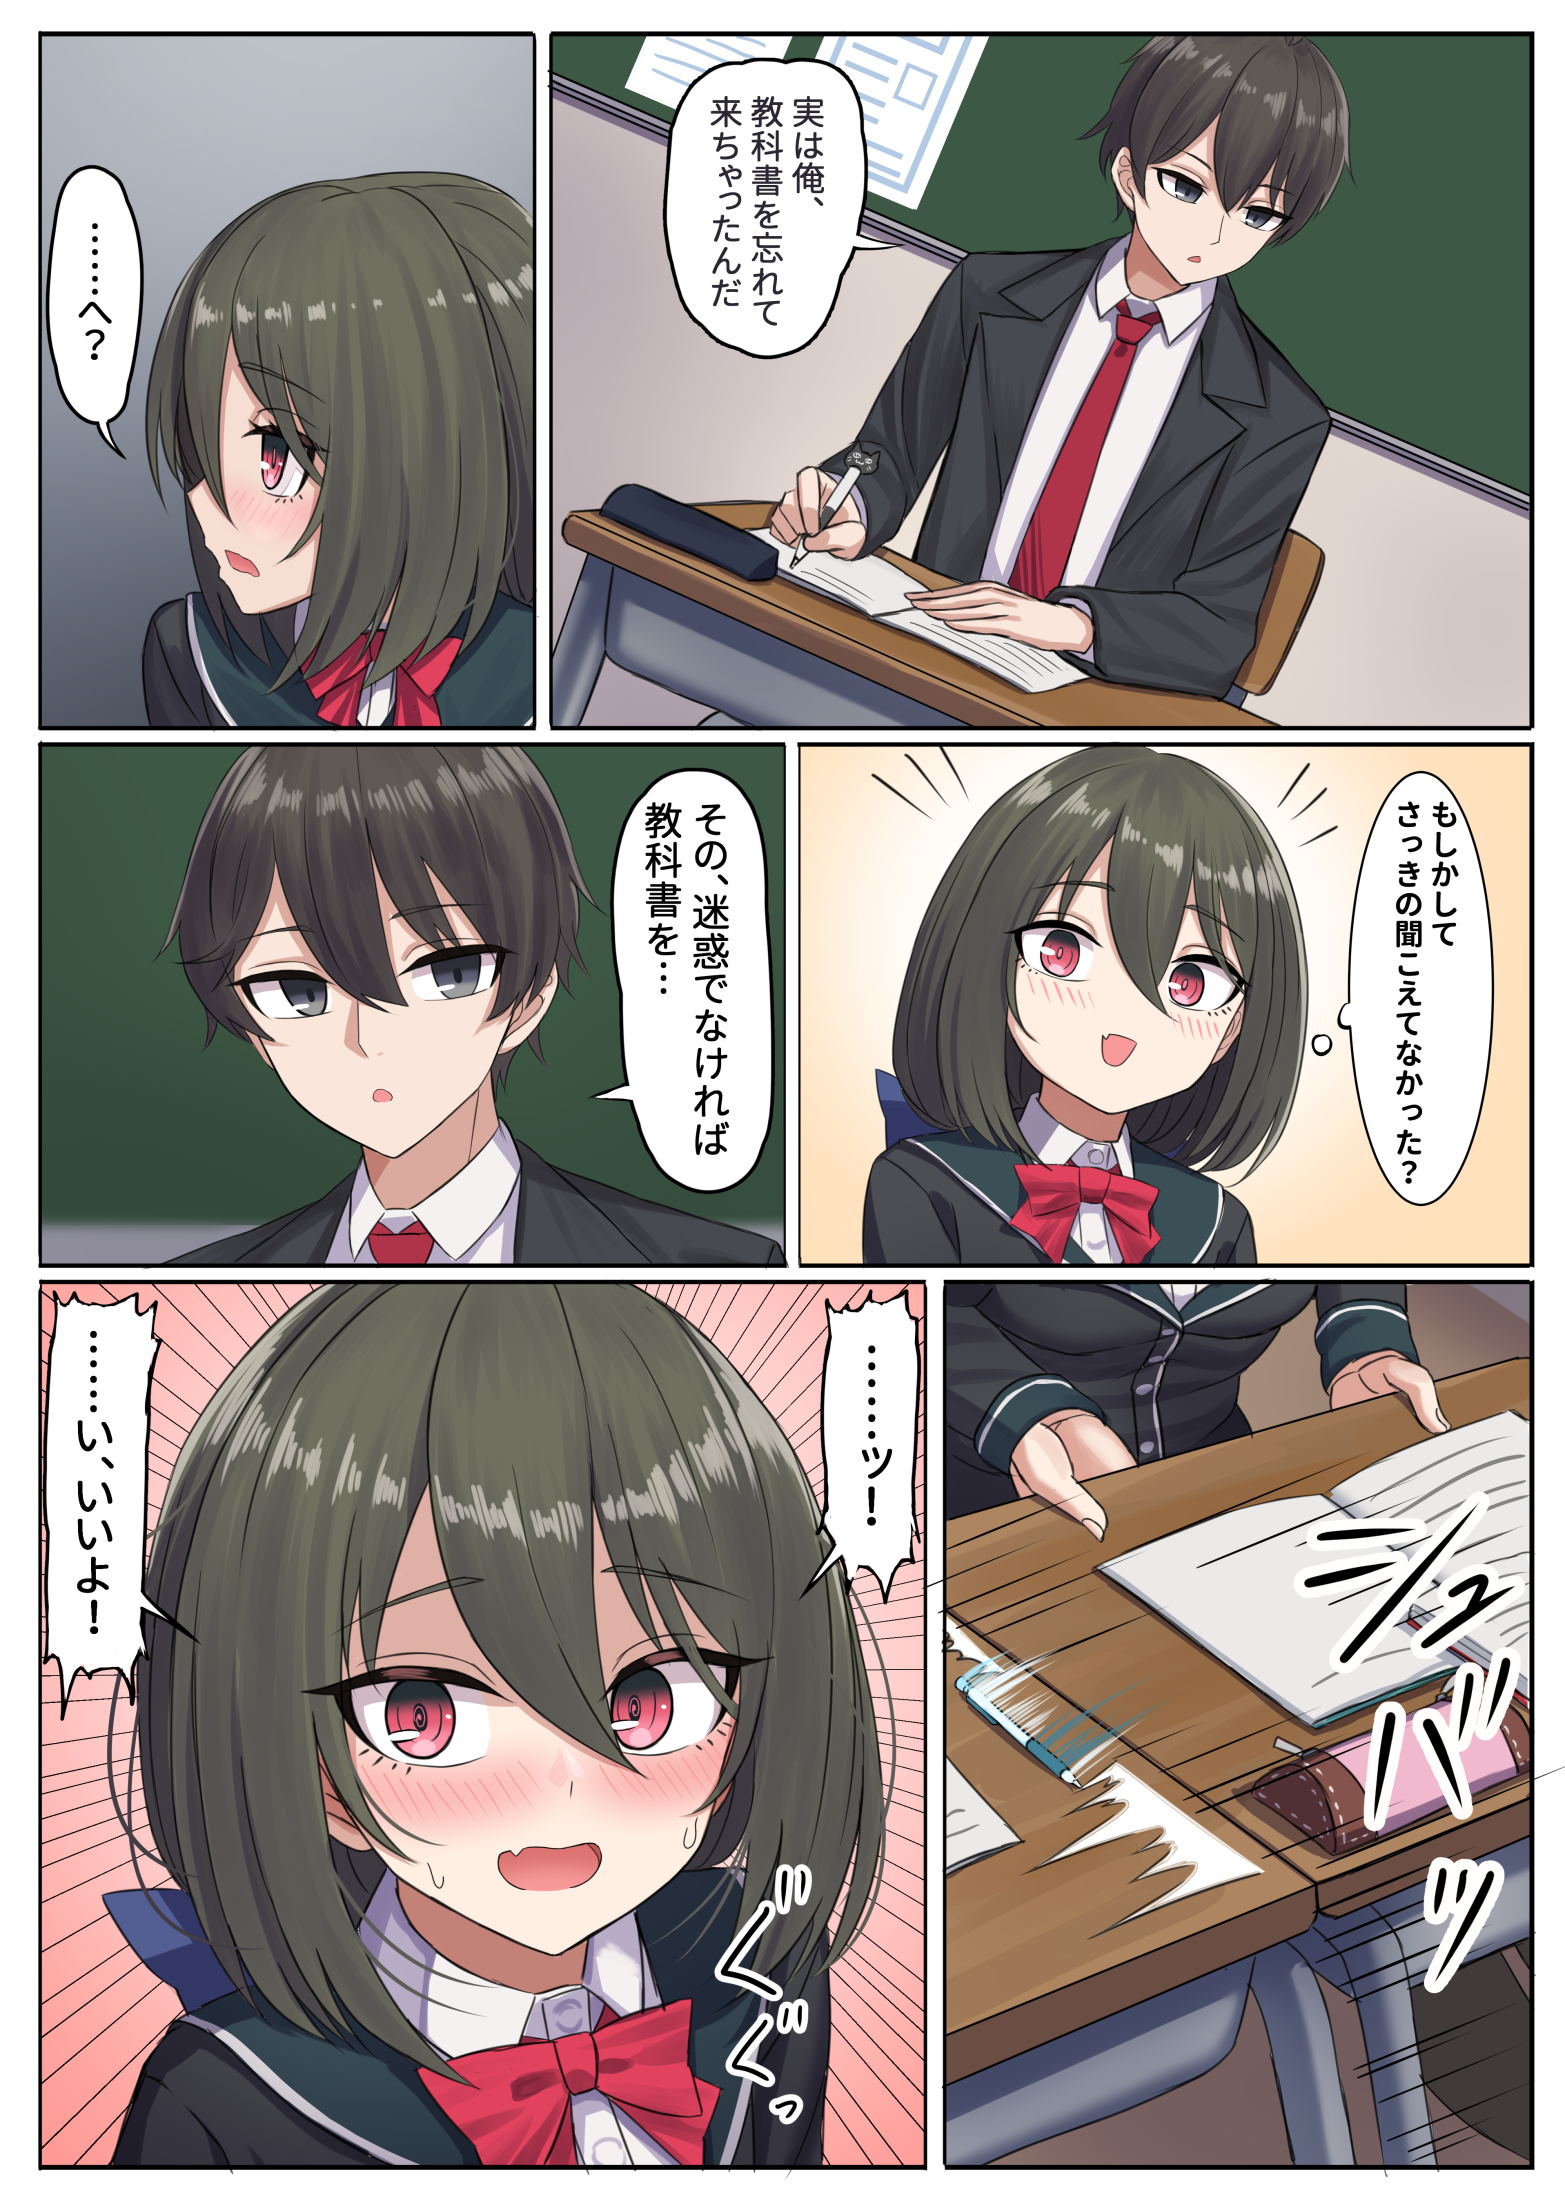 実は俺、
教科書を忘れて
来ちゃったんだ
………へ？
もしかして
さっきの聞こえてなかった？
その、迷惑でなければ
教科書を…
シュバババッ
………ッ！
………い、いいよ！
ぐぐっ